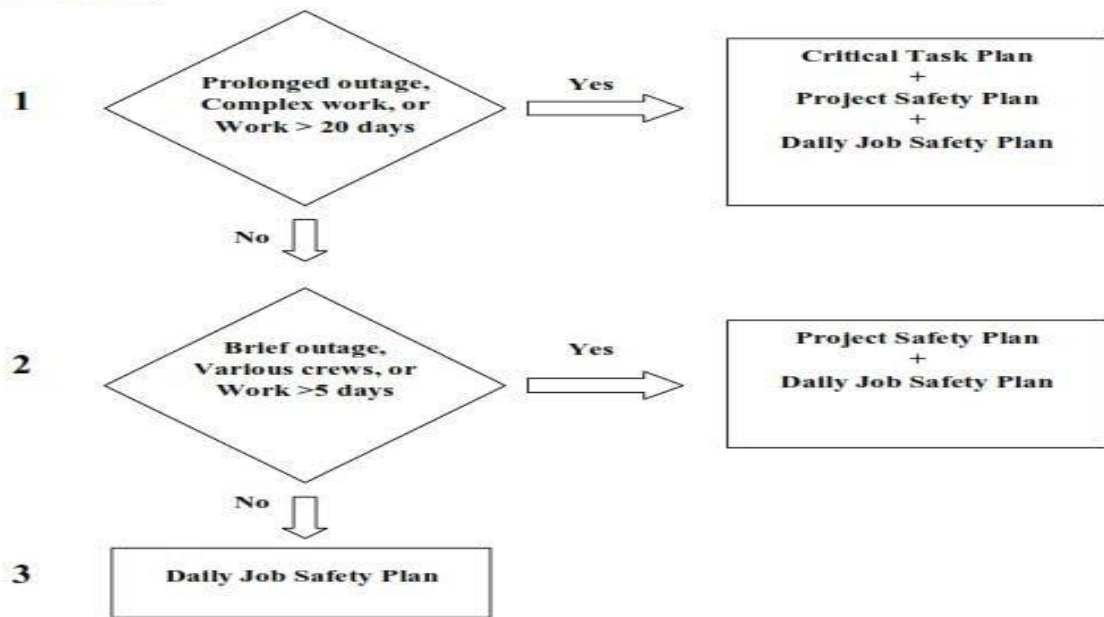 1
Prolonged outage,
Complex work, or
Work > 20 days
Yes
Critical Task Plan
+
Project Safety Plan
+
Daily Job Safety Plan
No
2
Brief outage,
Various crews, or
Work >5 days
Yes
Project Safety Plan
+
Daily Job Safety Plan
No
3
Daily Job Safety Plan